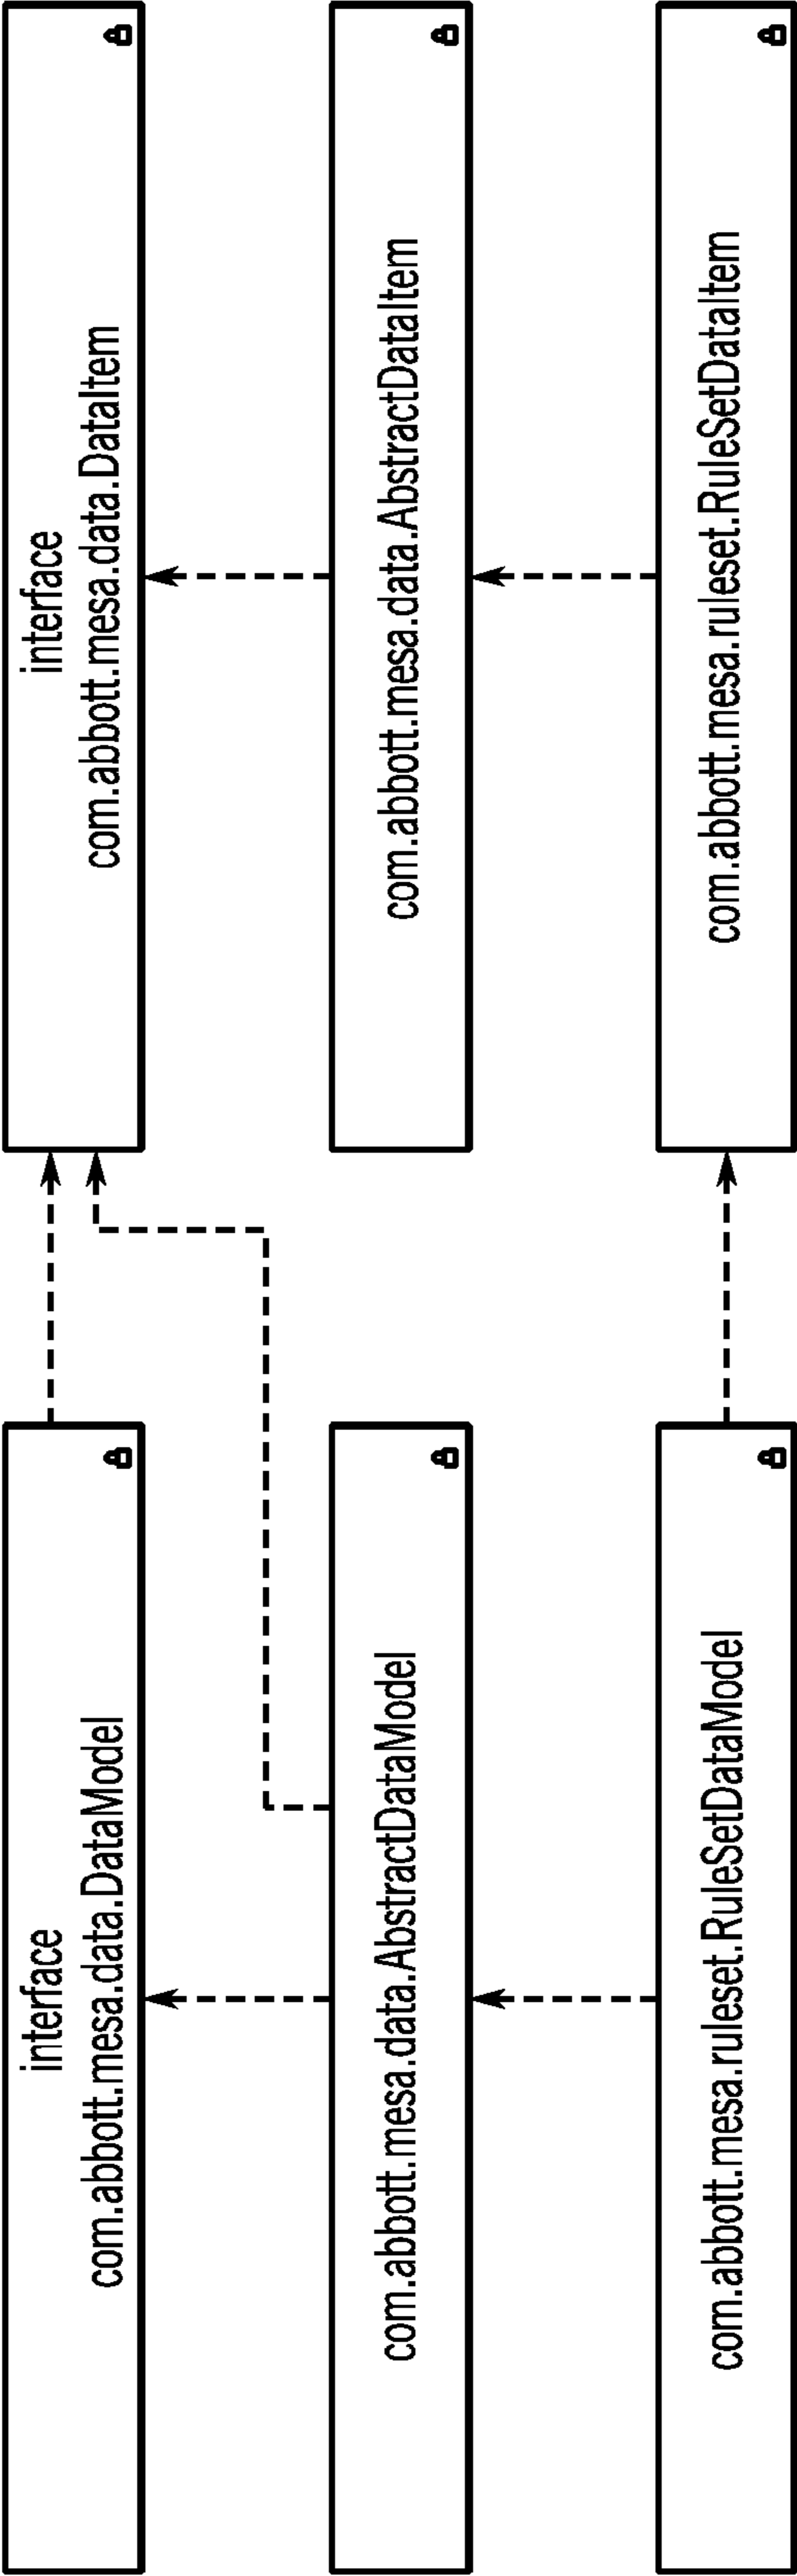 interface
com.abbott.mesa.data.DataModel
interface
com.abbott.mesa.data.DataItem
com.abbott.mesa.data.AbstractDataModel
com.abbott.mesa.data.AbstractDataItem
com.abbott.mesa.ruleset.RuleSetDataModel
com.abbott.mesa.ruleset.RuleSetDataItem